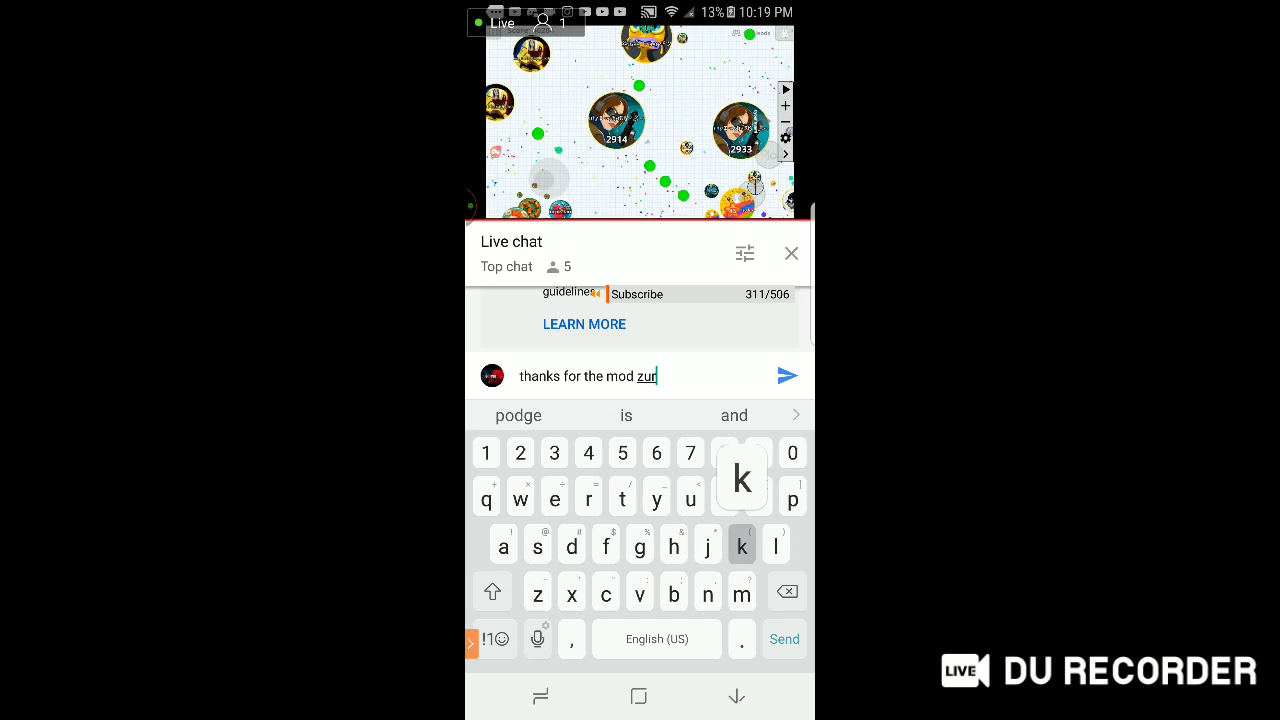 13% 10:19 PM
Live 1
2914
2933
Live chat
Top chat 5
guidelines
Subscribe 311/506
LEARN MORE
thanks for the mod zur
podge is and
1 2 3 4 5 6 7 0
k
q w e r t y u p
a s d f g h j k l
z x c v b n m
!1☺ , English (US) . Send
LIVE DU RECORDER